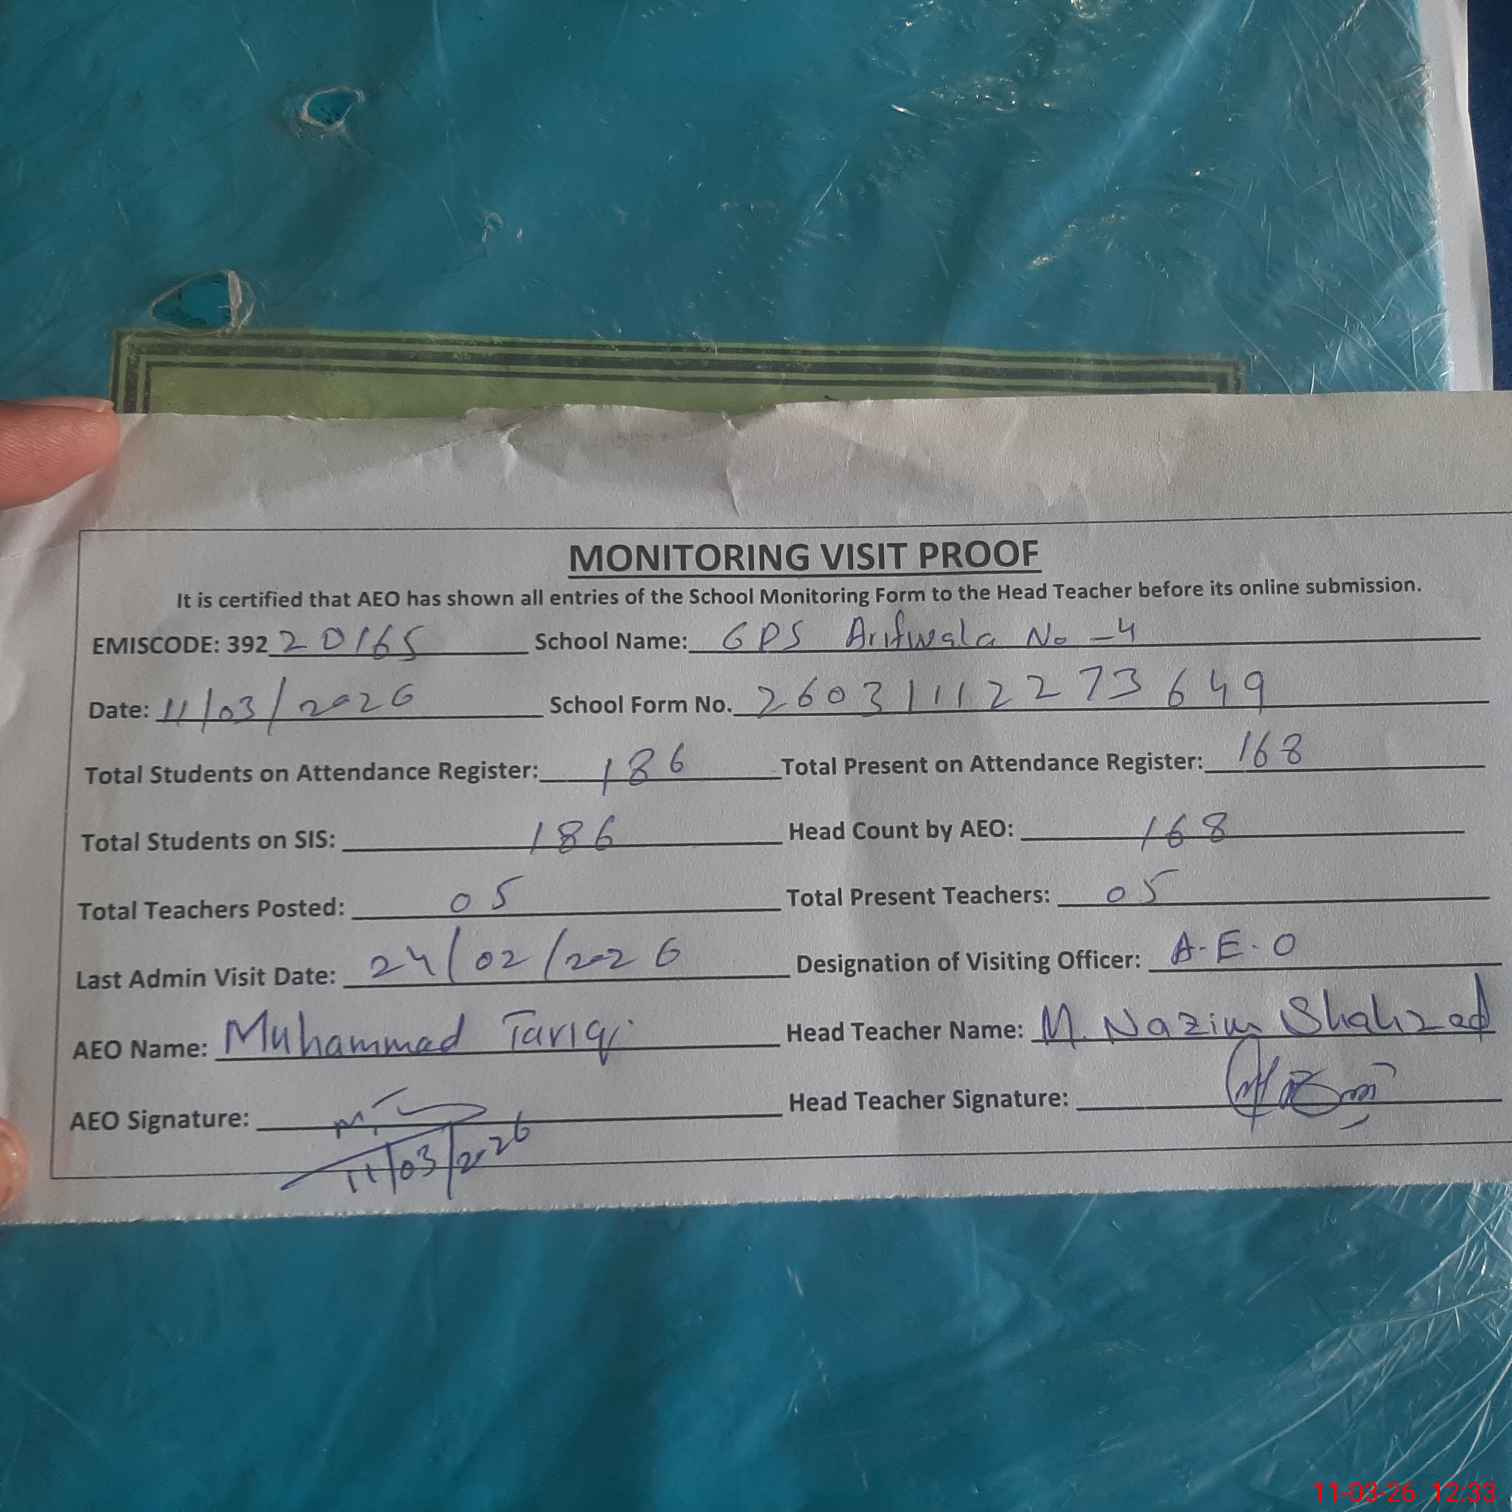 MONITORING VISIT PROOF
It is certified that AEO has shown all entries of the School Monitoring Form to the Head Teacher before its online submission.
EMISCODE: 39220165 School Name: GPS Arifwala No -4
Date: 11/03/2026 School Form No. 26031112273649
Total Students on Attendance Register: 186 Total Present on Attendance Register: 168
Total Students on SIS: 186 Head Count by AEO: 168
Total Teachers Posted: 05 Total Present Teachers: 05
Last Admin Visit Date: 24/02/2026 Designation of Visiting Officer: A.E.O
AEO Name: Muhammad Tariq Head Teacher Name: M. Nazim Shahzad
AEO Signature: Head Teacher Signature:
11/03/2026
11-03-26 12:33